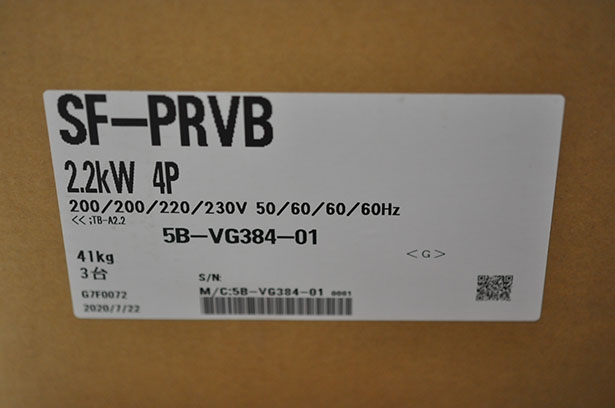 SF-PRVB
2.2kW 4P
200/200/220/230V 50/60/60/60Hz
<<;TB-A2.2
5B-VG384-01
41kg
<G>
3台
S/N:
G7F0072
M/C:5B-VG384-01 0001
2020/7/22